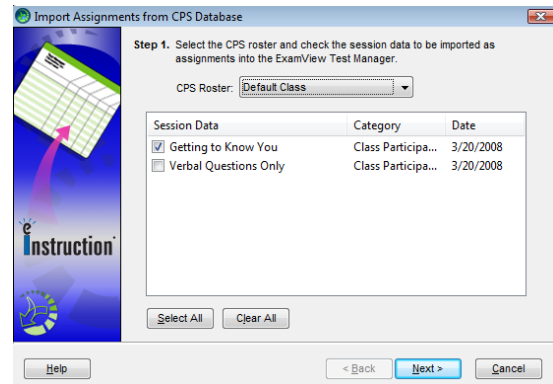 Import Assignments from CPS Database
Step 1. Select the CPS roster and check the session data to be imported as
assignments into the ExamView Test Manager.
CPS Roster: Default Class
Session Data Category Date
Getting to Know You Class Participa... 3/20/2008
Verbal Questions Only Class Participa... 3/20/2008
eInstruction
Select All Clear All
Help < Back Next > Cancel